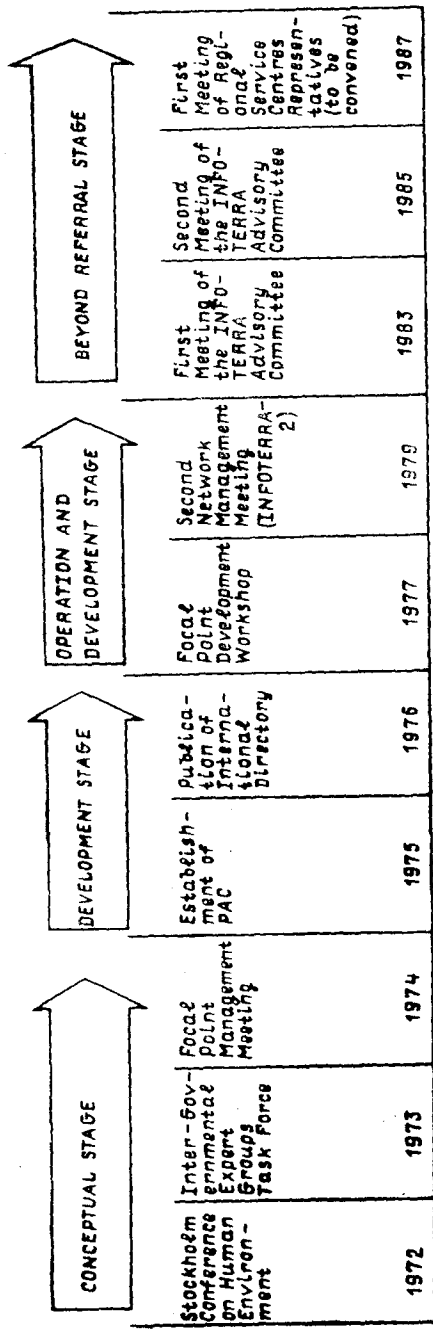 CONCEPTUAL STAGE
DEVELOPMENT STAGE
OPERATION AND
DEVELOPMENT STAGE
BEYOND REFERRAL STAGE
Stockholm
Conference
on Human
Environ-
ment
1972
Inter-Gov-
ernmental
Expert
Groups
Task Force
1973
Focal
Point
Management
Meeting
1974
Establish-
ment of
PAC
1975
Publica-
tion of
Interna-
tional
Directory
1976
Focal
Point
Development
Workshop
1977
Second
Network
Management
Meeting
(INFOTERRA-
2)
1979
First
Meeting of
the INFO-
TERRA
Advisory
Committee
1983
Second
Meeting of
the INFO-
TERRA
Advisory
Committee
1985
First
Meeting
of Regi-
onal
Service
Centres
Represen-
tatives
(to be
convened)
1987